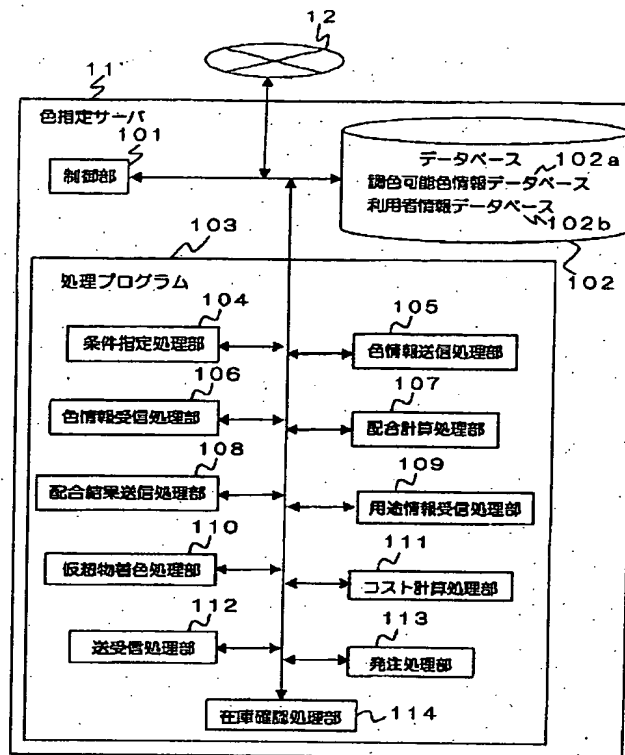 12
11
色指定サーバ
101
制御部
データベース
調色可能色情報データベース
102a
利用者情報データベース
102b
102
103
処理プログラム
104
条件指定処理部
105
色情報送信処理部
106
色情報受信処理部
107
配合計算処理部
108
配合結果送信処理部
109
用途情報受信処理部
110
仮想物着色処理部
111
コスト計算処理部
112
送受信処理部
113
発注処理部
在庫確認処理部
114